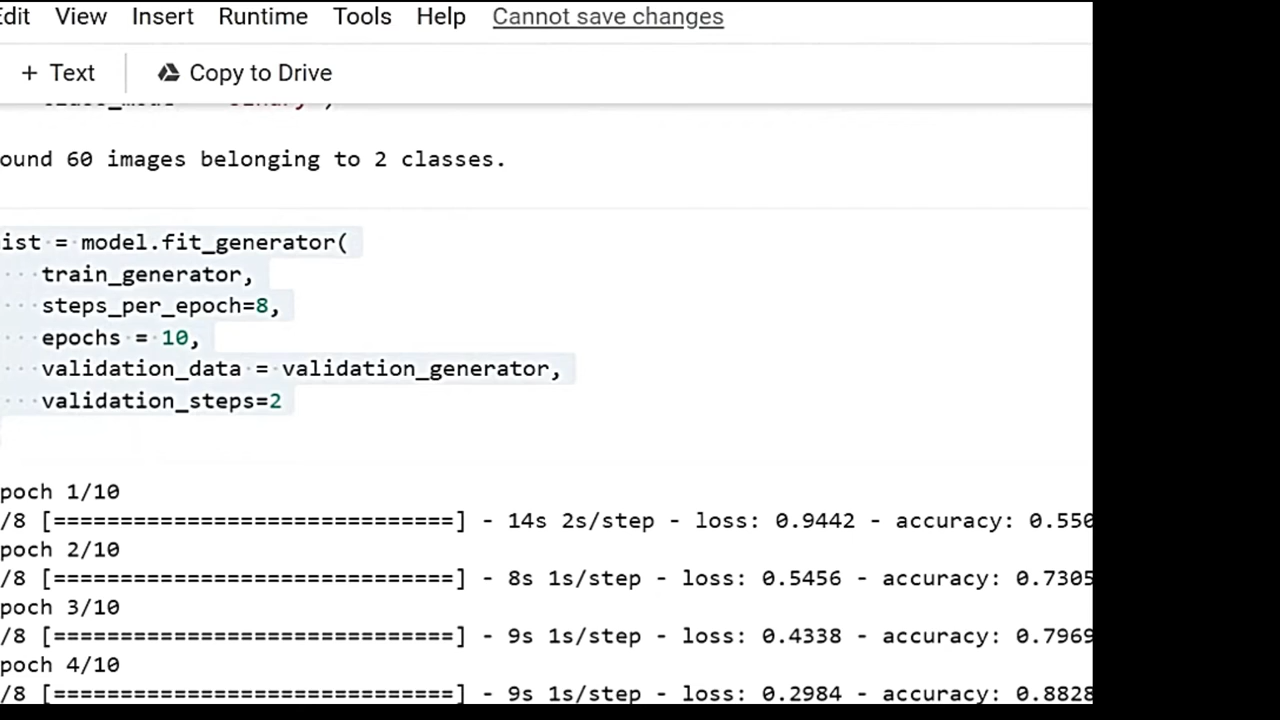 Edit View Insert Runtime Tools Help Cannot save changes
+ Text Copy to Drive
ound 60 images belonging to 2 classes.
ist = model.fit_generator(
train_generator,
steps_per_epoch=8,
epochs = 10,
validation_data = validation_generator,
validation_steps=2
poch 1/10
/8 [==============================] - 14s 2s/step - loss: 0.9442 - accuracy: 0.550
poch 2/10
/8 [==============================] - 8s 1s/step - loss: 0.5456 - accuracy: 0.7305
poch 3/10
/8 [==============================] - 9s 1s/step - loss: 0.4338 - accuracy: 0.7969
poch 4/10
/8 [==============================] - 9s 1s/step - loss: 0.2984 - accuracy: 0.8828